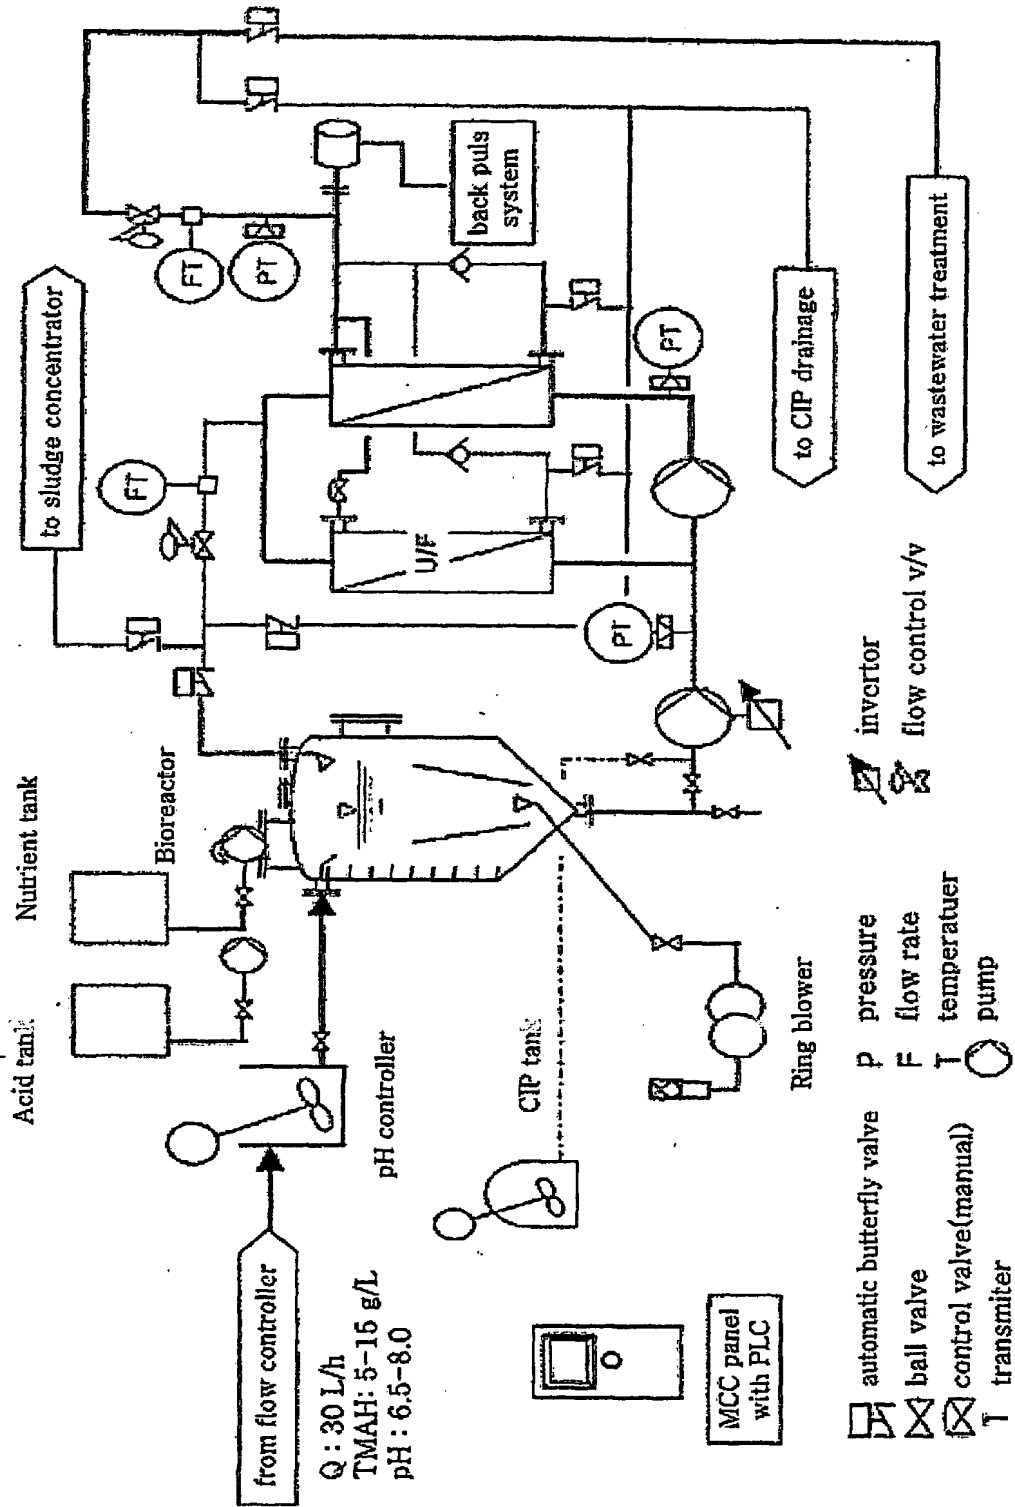 from flow controller
Q : 30 L/h
TMAH: 5-15 g/L
pH : 6.5-8.0
Acid tank
Nutrient tank
Bioreactor
pH controller
CIP tank
Ring blower
MCC panel
with PLC
to sludge concentrator
FT
FT
PT
back puls
system
U/F
PT
PT
to CIP drainage
to wastewater treatment
automatic butterfly valve
ball valve
control valve(manual)
T transmiter
P pressure
F flow rate
T temperatuer
pump
invertor
flow control v/v